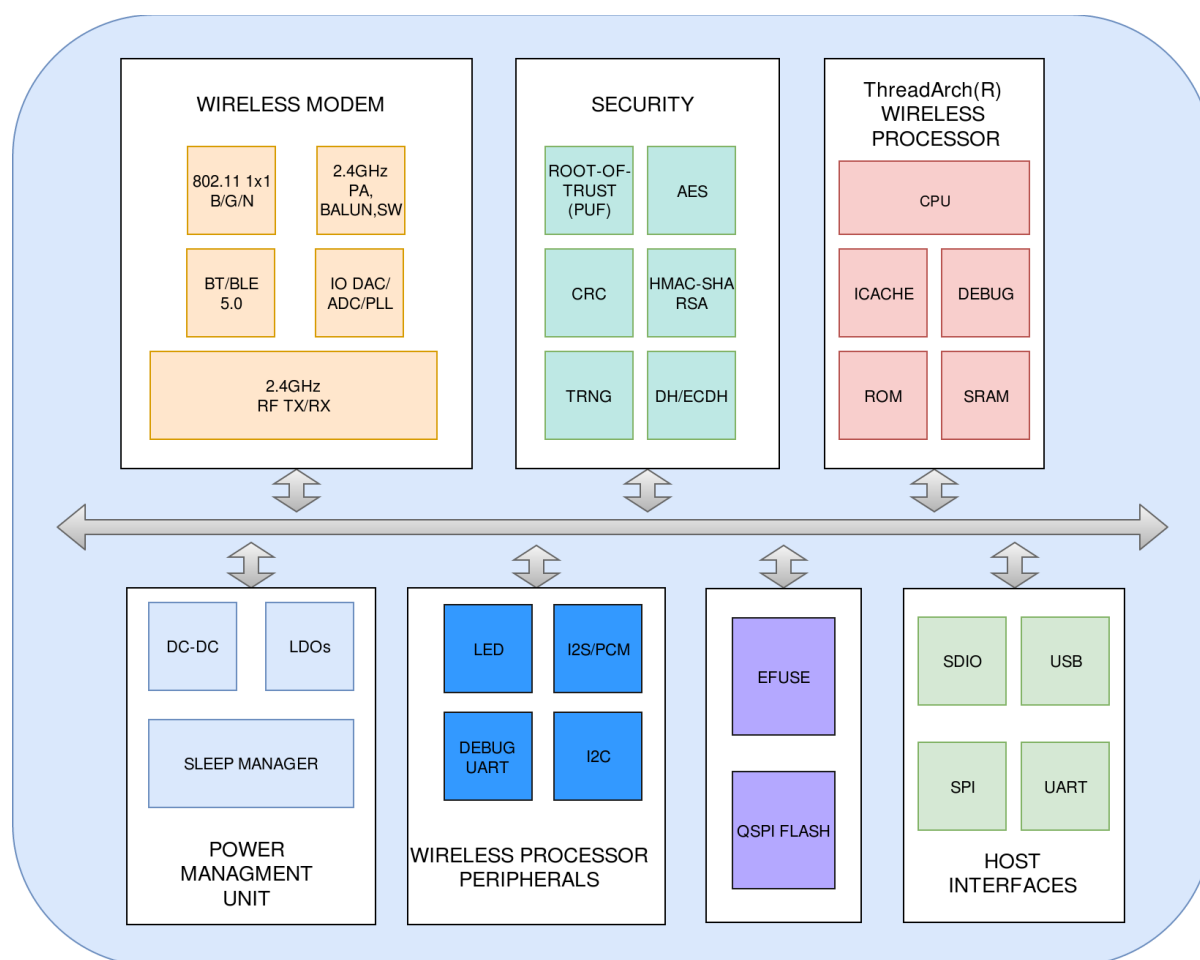 WIRELESS MODEM
802.11 1x1
B/G/N
2.4GHz
PA,
BALUN,SW
BT/BLE
5.0
IO DAC/
ADC/PLL
2.4GHz
RF TX/RX
SECURITY
ROOT-OF-
TRUST
(PUF)
AES
CRC
HMAC-SHA
RSA
TRNG
DH/ECDH
ThreadArch(R)
WIRELESS
PROCESSOR
CPU
ICACHE
DEBUG
ROM
SRAM
DC-DC
LDOs
SLEEP MANAGER
POWER
MANAGMENT
UNIT
LED
I2S/PCM
DEBUG
UART
I2C
WIRELESS PROCESSOR
PERIPHERALS
EFUSE
QSPI FLASH
SDIO
USB
SPI
UART
HOST
INTERFACES